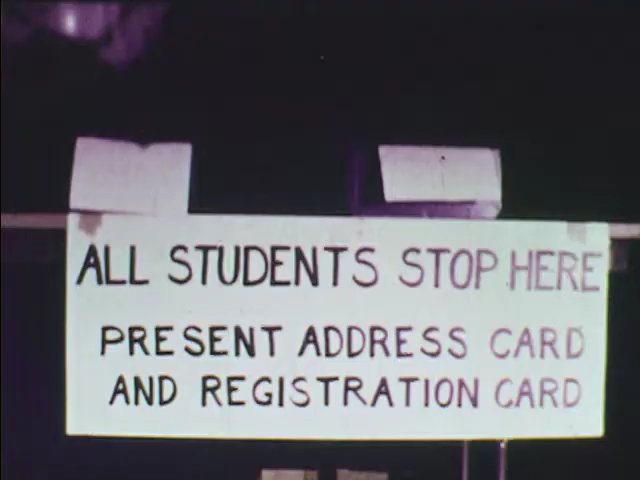 ALL STUDENTS STOP HERE
PRESENT ADDRESS CARD
AND REGISTRATION CARD